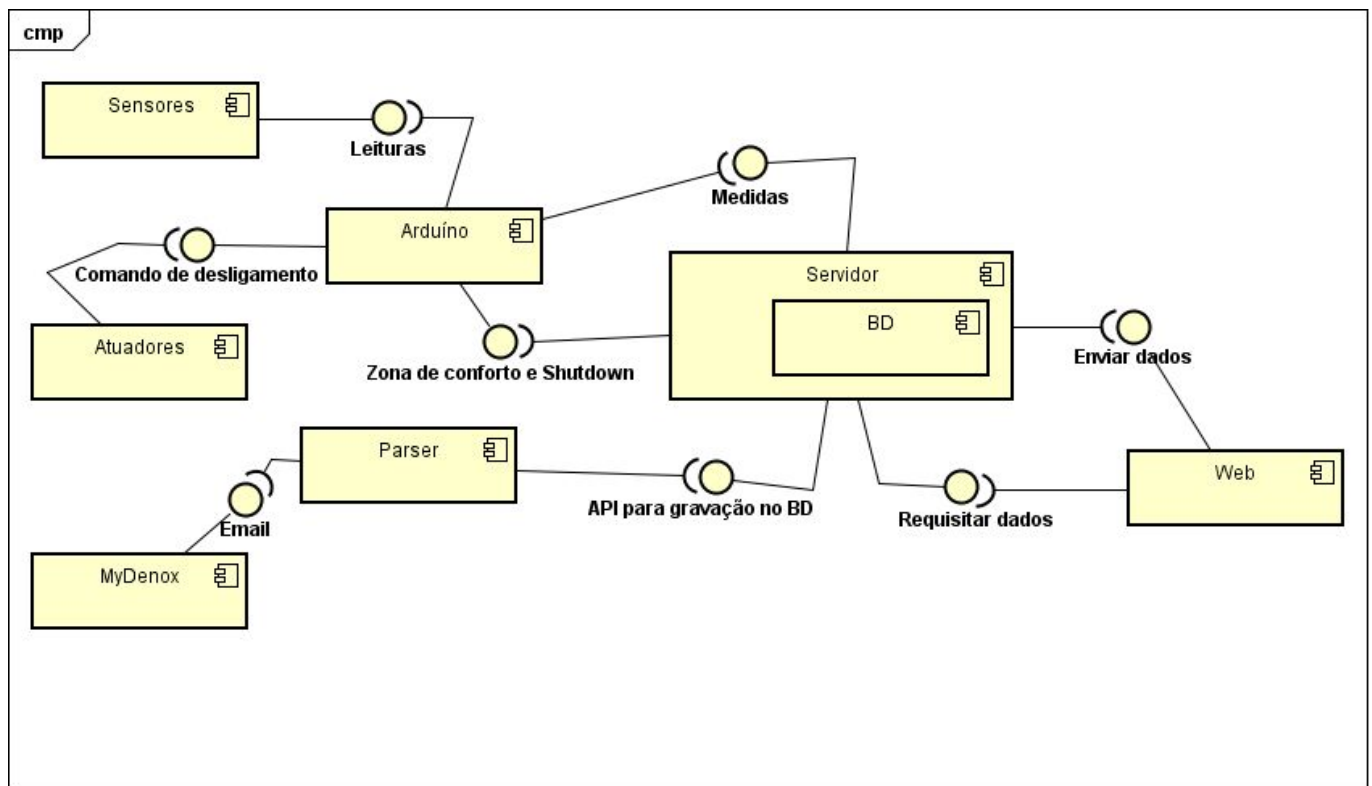 cmp
Sensores
Leituras
Medidas
Arduíno
Comando de desligamento
Servidor
BD
Atuadores
Zona de conforto e Shutdown
Enviar dados
Parser
Web
API para gravação no BD
Requisitar dados
Email
MyDenox